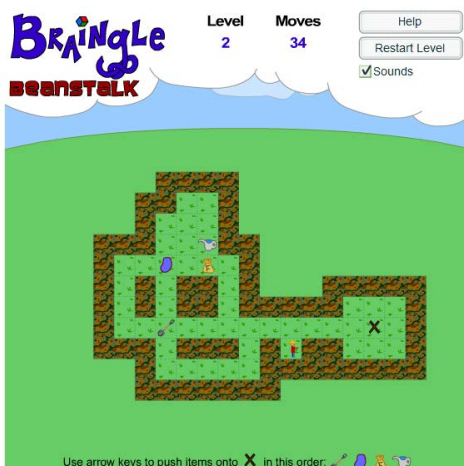 BRAiNGLE
BEANSTALK
Level
2
Moves
34
Help
Restart Level
Sounds
Use arrow keys to push items onto X in this order: